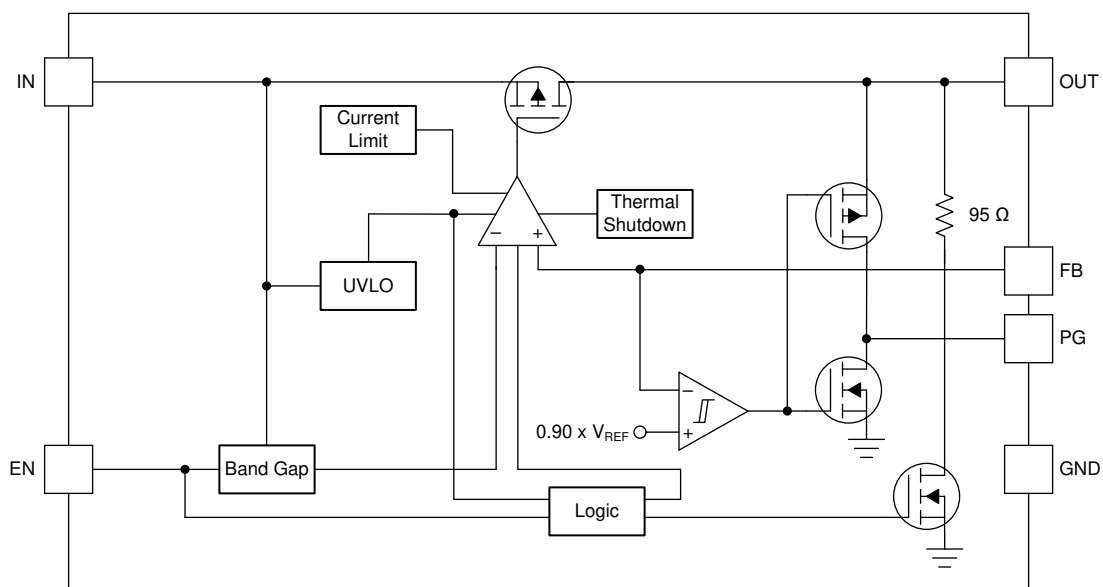 IN
OUT
Current
Limit
Thermal
Shutdown
95 Ω
−
+
UVLO
FB
PG
−
0.90 x VREF
+
EN
Band Gap
GND
Logic